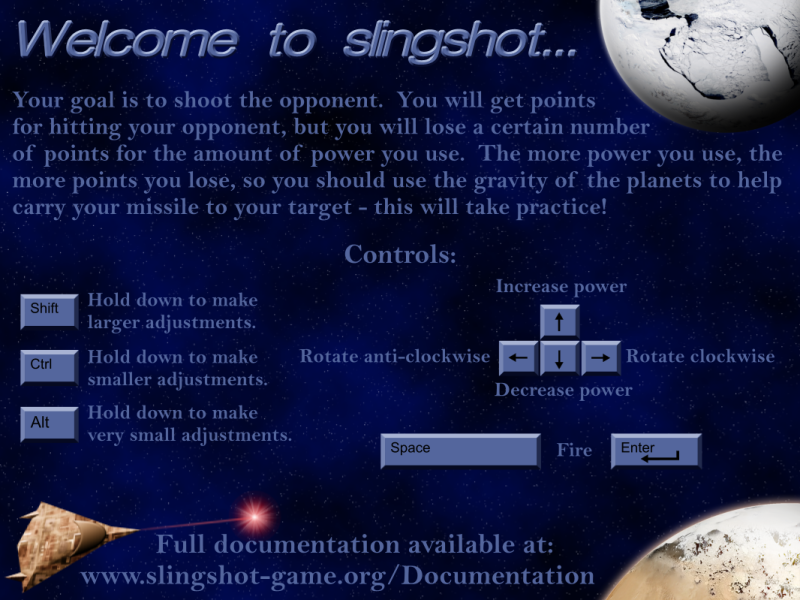 Welcome to slingshot...
Your goal is to shoot the opponent. You will get points
for hitting your opponent, but you will lose a certain number
of points for the amount of power you use. The more power you use, the
more points you lose, so you should use the gravity of the planets to help
carry your missile to your target - this will take practice!
Controls:
Shift
Hold down to make
larger adjustments.
Ctrl
Hold down to make
smaller adjustments.
Alt
Hold down to make
very small adjustments.
Increase power
↑
Rotate anti-clockwise ← ↓ → Rotate clockwise
Decrease power
Space Fire Enter
Full documentation available at:
www.slingshot-game.org/Documentation